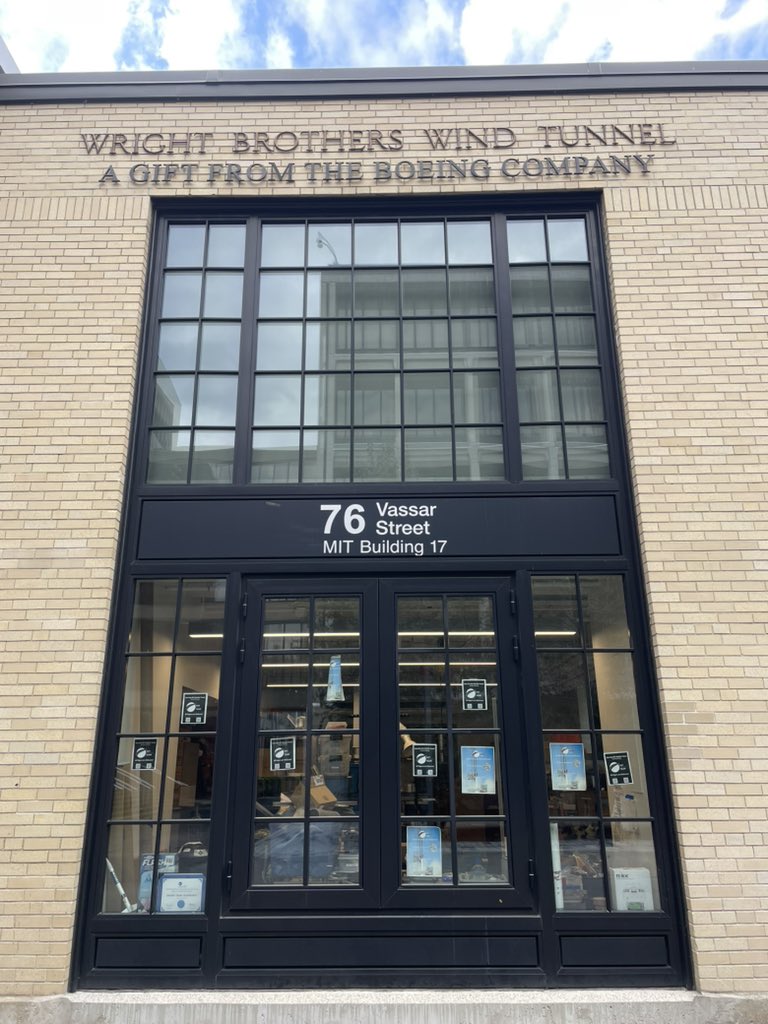 WRIGHT BROTHERS WIND TUNNEL
A GIFT FROM THE BOEING COMPANY
76 Vassar
Street
MIT Building 17